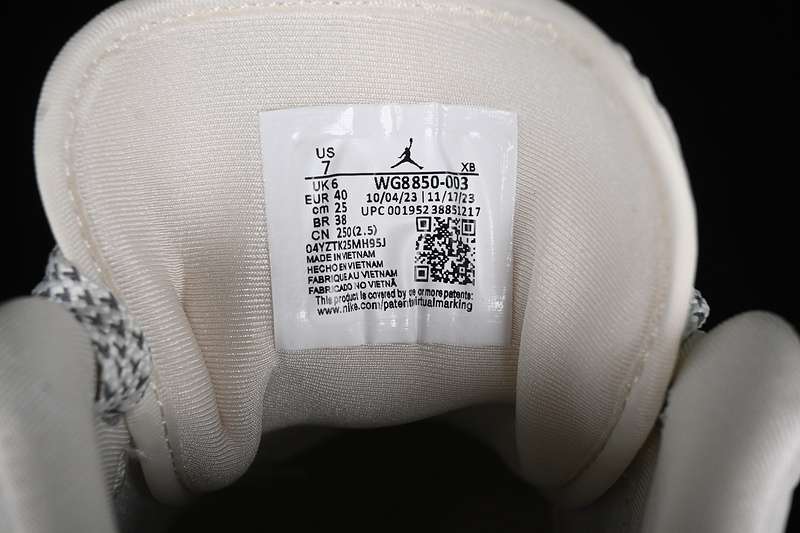 US
7
XB
UK 6
WG8850-003
EUR 40
10/04/23 | 11/17/23
cm 25
UPC 001952 38851217
BR 38
CN 250(2.5)
04YZTK25MH95J
MADE IN VIETNAM
HECHO EN VIETNAM
FABRIQUE AU VIETNAM
FABRICADO NO VIETNÃ
This product is covered by or more patents:
www.nike.com/patentvirtualmarking